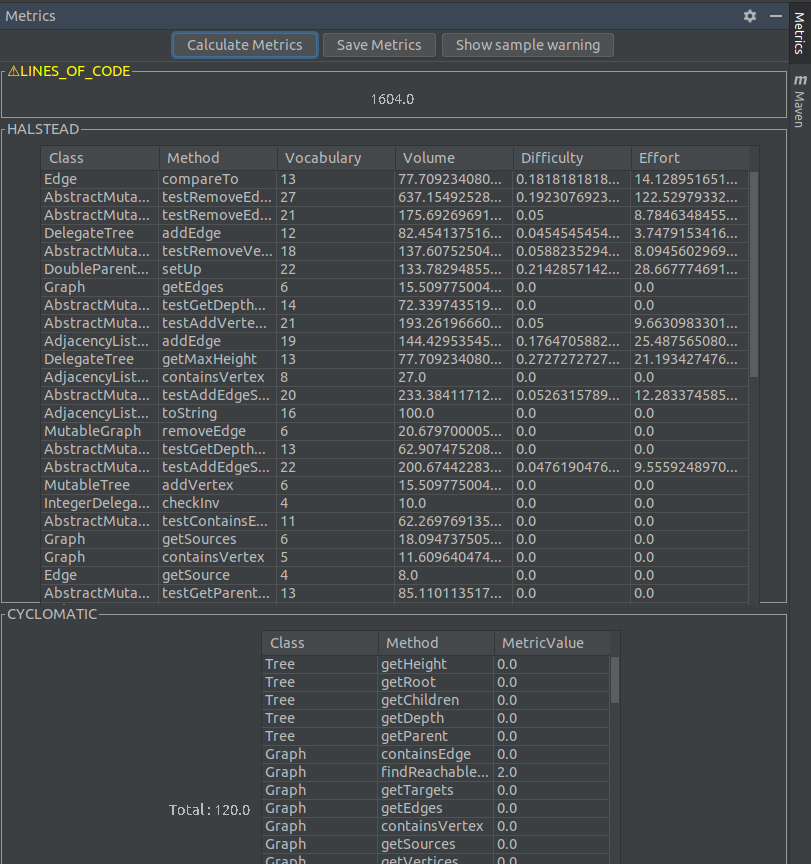 Metrics
Calculate Metrics Save Metrics Show sample warning
⚠LINES_OF_CODE
1604.0
HALSTEAD
Class Method Vocabulary Volume Difficulty Effort
Edge compareTo 13 77.709234080... 0.1818181818... 14.128951651...
AbstractMuta... testRemoveEd... 27 637.15492528... 0.1923076923... 122.52979332...
AbstractMuta... testRemoveEd... 21 175.69269691... 0.05 8.7846348455...
DelegateTree addEdge 12 82.454137516... 0.0454545454... 3.7479153416...
AbstractMuta... testRemoveVe... 18 137.60752504... 0.0588235294... 8.0945602969...
DoubleParent... setUp 22 133.78294855... 0.2142857142... 28.667774691...
Graph getEdges 6 15.509775004... 0.0 0.0
AbstractMuta... testGetDepth... 14 72.339743519... 0.0 0.0
AbstractMuta... testAddVerte... 21 193.26196660... 0.05 9.6630983301...
AdjacencyList... addEdge 19 144.42953545... 0.1764705882... 25.487565080...
DelegateTree getMaxHeight 13 77.709234080... 0.2727272727... 21.193427476...
AdjacencyList... containsVertex 8 27.0 0.0 0.0
AbstractMuta... testAddEdgeS... 20 233.38411712... 0.0526315789... 12.283374585...
AdjacencyList... toString 16 100.0 0.0 0.0
MutableGraph removeEdge 6 20.679700005... 0.0 0.0
AbstractMuta... testGetDepth... 13 62.907475208... 0.0 0.0
AbstractMuta... testAddEdgeS... 22 200.67442283... 0.0476190476... 9.5559248970...
MutableTree addVertex 6 15.509775004... 0.0 0.0
IntegerDelega... checkInv 4 10.0 0.0 0.0
AbstractMuta... testContainsE... 11 62.269769135... 0.0 0.0
Graph getSources 6 18.094737505... 0.0 0.0
Graph containsVertex 5 11.609640474... 0.0 0.0
Edge getSource 4 8.0 0.0 0.0
AbstractMuta... testGetParent... 13 85.110113517... 0.0 0.0
CYCLOMATIC
Class Method MetricValue
Tree getHeight 0.0
Tree getRoot 0.0
Tree getChildren 0.0
Tree getDepth 0.0
Tree getParent 0.0
Graph containsEdge 0.0
Graph findReachable... 2.0
Graph getTargets 0.0
Total : 120.0
Graph getEdges 0.0
Graph containsVertex 0.0
Graph getSources 0.0
Graph getVertices 0.0
Metrics
m Maven